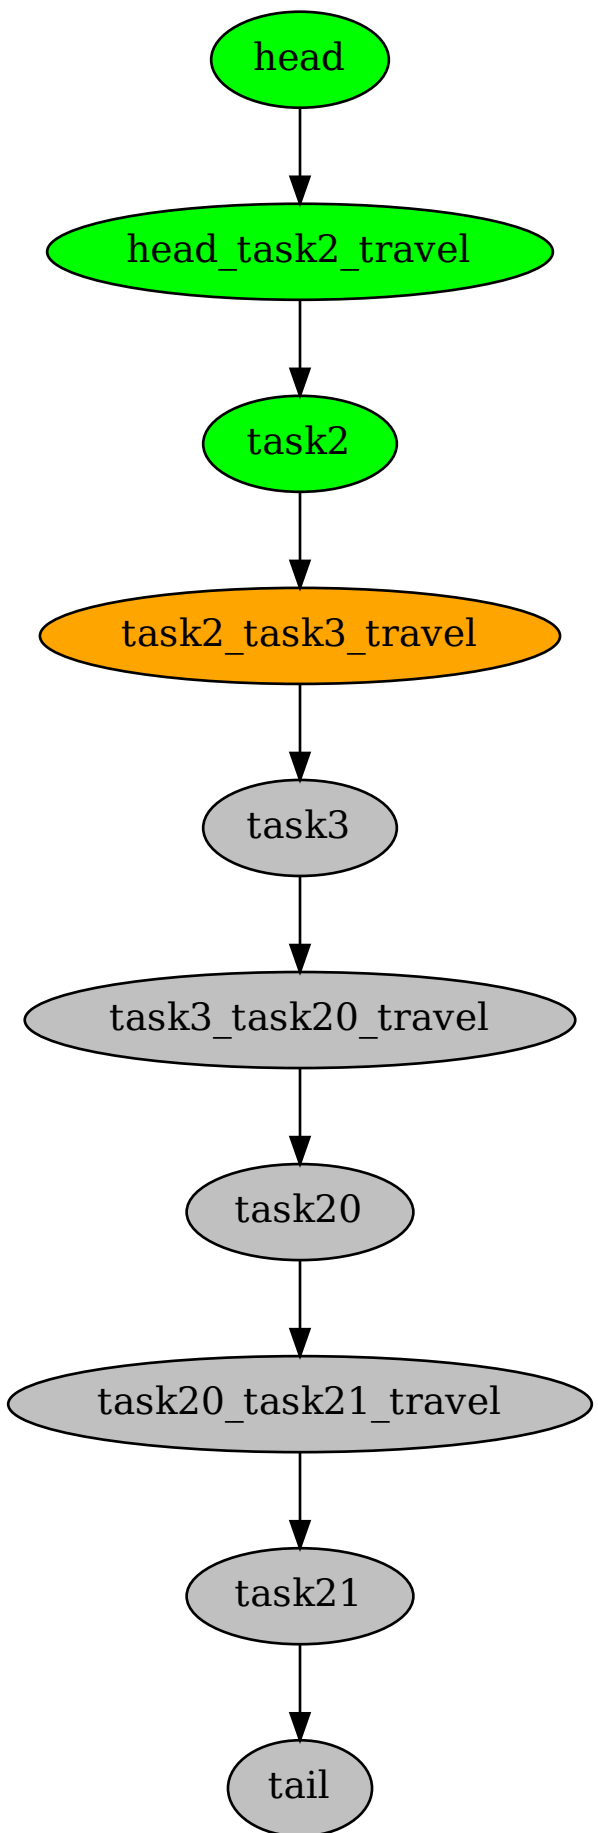 head
head_task2_travel
task2
task2_task3_travel
task3
task3_task20_travel
task20
task20_task21_travel
task21
tail